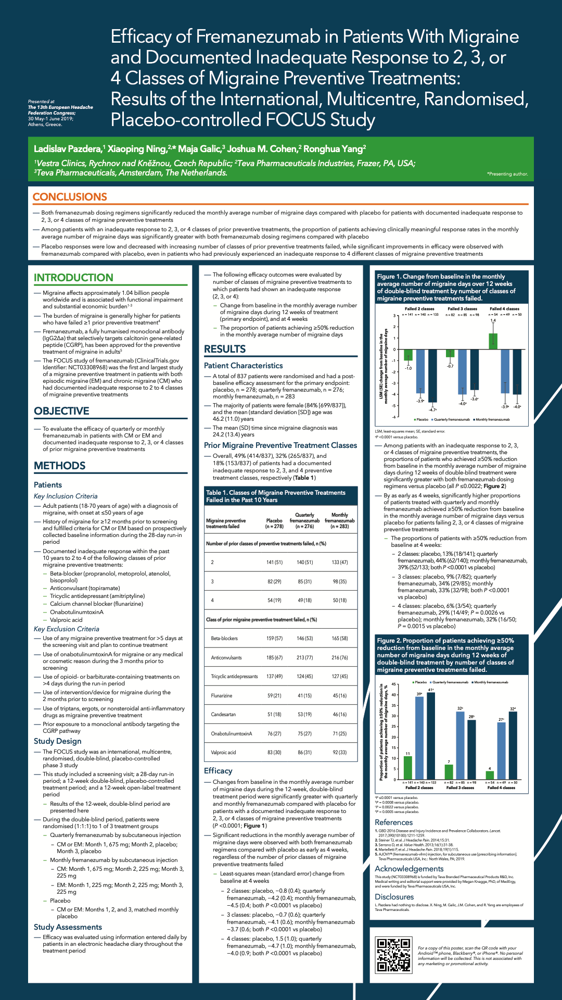 Efficacy of Fremanezumab in Patients With Migraine
and Documented Inadequate Response to 2, 3, or
4 Classes of Migraine Preventive Treatments:
Results of the International, Multicentre, Randomised,
Placebo-controlled FOCUS Study
Presented at
The 13th European Headache
Federation Congress;
30 May-1 June 2019;
Athens, Greece.
Ladislav Pazdera,¹ Xiaoping Ning,²,* Maja Galic,³ Joshua M. Cohen,² Ronghua Yang²
¹Vestra Clinics, Rychnov nad Kněžnou, Czech Republic; ²Teva Pharmaceuticals Industries, Frazer, PA, USA;
³Teva Pharmaceuticals, Amsterdam, The Netherlands.
*Presenting author.
CONCLUSIONS
— Both fremanezumab dosing regimens significantly reduced the monthly average number of migraine days compared with placebo for patients with documented inadequate response to
2, 3, or 4 classes of migraine preventive treatments
— Among patients with an inadequate response to 2, 3, or 4 classes of prior preventive treatments, the proportion of patients achieving clinically meaningful response rates in the monthly
average number of migraine days was significantly greater with both fremanezumab dosing regimens compared with placebo
— Placebo responses were low and decreased with increasing number of classes of prior preventive treatments failed, while significant improvements in efficacy were observed with
fremanezumab compared with placebo, even in patients who had previously experienced an inadequate response to 4 different classes of migraine preventive treatments
INTRODUCTION
— Migraine affects approximately 1.04 billion people
worldwide and is associated with functional impairment
and substantial economic burden¹⁻³
— The burden of migraine is generally higher for patients
who have failed ≥1 prior preventive treatment⁴
— Fremanezumab, a fully humanised monoclonal antibody
(IgG2Δa) that selectively targets calcitonin gene-related
peptide (CGRP), has been approved for the preventive
treatment of migraine in adults⁵
— The FOCUS study of fremanezumab (ClinicalTrials.gov
Identifier: NCT03308968) was the first and largest study
of a migraine preventive treatment in patients with both
episodic migraine (EM) and chronic migraine (CM) who
had documented inadequate response to 2 to 4 classes
of migraine preventive treatments
OBJECTIVE
— To evaluate the efficacy of quarterly or monthly
fremanezumab in patients with CM or EM and
documented inadequate response to 2, 3, or 4 classes
of prior migraine preventive treatments
METHODS
Patients
Key Inclusion Criteria
— Adult patients (18-70 years of age) with a diagnosis of
migraine, with onset at ≤50 years of age
— History of migraine for ≥12 months prior to screening
and fulfilled criteria for CM or EM based on prospectively
collected baseline information during the 28-day run-in
period
— Documented inadequate response within the past
10 years to 2 to 4 of the following classes of prior
migraine preventive treatments:
– Beta-blocker (propranolol, metoprolol, atenolol,
bisoprolol)
– Anticonvulsant (topiramate)
– Tricyclic antidepressant (amitriptyline)
– Calcium channel blocker (flunarizine)
– OnabotulinumtoxinA
– Valproic acid
Key Exclusion Criteria
— Use of any migraine preventive treatment for >5 days at
the screening visit and plan to continue treatment
— Use of onabotulinumtoxinA for migraine or any medical
or cosmetic reason during the 3 months prior to
screening
— Use of opioid- or barbiturate-containing treatments on
>4 days during the run-in period
— Use of intervention/device for migraine during the
2 months prior to screening
— Use of triptans, ergots, or nonsteroidal anti-inflammatory
drugs as migraine preventive treatment
— Prior exposure to a monoclonal antibody targeting the
CGRP pathway
Study Design
— The FOCUS study was an international, multicentre,
randomised, double-blind, placebo-controlled
phase 3 study
— This study included a screening visit; a 28-day run-in
period; a 12-week double-blind, placebo-controlled
treatment period; and a 12-week open-label treatment
period
– Results of the 12-week, double-blind period are
presented here
— During the double-blind period, patients were
randomised (1:1:1) to 1 of 3 treatment groups
– Quarterly fremanezumab by subcutaneous injection
– CM or EM: Month 1, 675 mg; Month 2, placebo;
Month 3, placebo
– Monthly fremanezumab by subcutaneous injection
– CM: Month 1, 675 mg; Month 2, 225 mg; Month 3,
225 mg
– EM: Month 1, 225 mg; Month 2, 225 mg; Month 3,
225 mg
– Placebo
– CM or EM: Months 1, 2, and 3, matched monthly
placebo
Study Assessments
— Efficacy was evaluated using information entered daily by
patients in an electronic headache diary throughout the
treatment period
— The following efficacy outcomes were evaluated by
number of classes of migraine preventive treatments to
which patients had shown an inadequate response
(2, 3, or 4):
– Change from baseline in the monthly average number
of migraine days during 12 weeks of treatment
(primary endpoint), and at 4 weeks
– The proportion of patients achieving ≥50% reduction
in the monthly average number of migraine days
RESULTS
Patient Characteristics
— A total of 837 patients were randomised and had a post-
baseline efficacy assessment for the primary endpoint:
placebo, n = 278; quarterly fremanezumab, n = 276;
monthly fremanezumab, n = 283
— The majority of patients were female (84% [699/837]),
and the mean (standard deviation [SD]) age was
46.2 (11.0) years
— The mean (SD) time since migraine diagnosis was
24.2 (13.4) years
Prior Migraine Preventive Treatment Classes
— Overall, 49% (414/837), 32% (265/837), and
18% (153/837) of patients had a documented
inadequate response to 2, 3, and 4 preventive
treatment classes, respectively (Table 1)
Table 1. Classes of Migraine Preventive Treatments
Failed in the Past 10 Years
Migraine preventive treatments failed | Placebo (n = 278) | Quarterly fremanezumab (n = 276) | Monthly fremanezumab (n = 283)
Number of prior classes of preventive treatments failed, n (%)
2 141 (51) 140 (51) 133 (47)
3 82 (29) 85 (31) 98 (35)
4 54 (19) 49 (18) 50 (18)
Class of prior migraine preventive treatment failed, n (%)
Beta-blockers 159 (57) 146 (53) 165 (58)
Anticonvulsants 185 (67) 213 (77) 216 (76)
Tricyclic antidepressants 137 (49) 124 (45) 127 (45)
Flunarizine 59 (21) 41 (15) 45 (16)
Candesartan 51 (18) 53 (19) 46 (16)
OnabotulinumtoxinA 76 (27) 75 (27) 71 (25)
Valproic acid 83 (30) 86 (31) 92 (33)
Efficacy
— Changes from baseline in the monthly average number
of migraine days during the 12-week, double-blind
treatment period were significantly greater with quarterly
and monthly fremanezumab compared with placebo for
patients with a documented inadequate response to
2, 3, or 4 classes of migraine preventive treatments
(P <0.0001; Figure 1)
— Significant reductions in the monthly average number of
migraine days were observed with both fremanezumab
regimens compared with placebo as early as 4 weeks,
regardless of the number of prior classes of migraine
preventive treatments failed
– Least-squares mean (standard error) change from
baseline at 4 weeks
– 2 classes: placebo, −0.8 (0.4); quarterly
fremanezumab, −4.2 (0.4); monthly fremanezumab,
−4.5 (0.4; both P <0.0001 vs placebo)
– 3 classes: placebo, −0.7 (0.6); quarterly
fremanezumab, −4.1 (0.6); monthly fremanezumab
−3.7 (0.6; both P <0.0001 vs placebo)
– 4 classes: placebo, 1.5 (1.0); quarterly
fremanezumab, −4.7 (1.0); monthly fremanezumab,
−4.0 (0.9; both P <0.0001 vs placebo)
Figure 1. Change from baseline in the monthly
average number of migraine days over 12 weeks
of double-blind treatment by number of classes of
migraine preventive treatments failed.
Failed 2 classes Failed 3 classes Failed 4 classes
n = 141 n = 140 n = 133 n = 82 n = 85 n = 98 n = 54 n = 49 n = 50
LSM (SE) change from baseline in the
monthly average number of migraine days
3
2
1
0
-1
-2
-3
-4
-5
-6
-1.0 -3.9ᵃ -4.7ᵃ
-0.7 -4.0ᵃ -3.6ᵃ
1.4 -3.9ᵃ -4.0ᵃ
Placebo Quarterly fremanezumab Monthly fremanezumab
LSM, least-squares mean; SE, standard error.
ᵃP <0.0001 versus placebo.
— Among patients with an inadequate response to 2, 3,
or 4 classes of migraine preventive treatments, the
proportions of patients who achieved ≥50% reduction
from baseline in the monthly average number of migraine
days during 12 weeks of double-blind treatment were
significantly greater with both fremanezumab dosing
regimens versus placebo (all P ≤0.0022; Figure 2)
— By as early as 4 weeks, significantly higher proportions
of patients treated with quarterly and monthly
fremanezumab achieved ≥50% reduction from baseline
in the monthly average number of migraine days versus
placebo for patients failing 2, 3, or 4 classes of migraine
preventive treatments
– The proportions of patients with ≥50% reduction from
baseline at 4 weeks:
– 2 classes: placebo, 13% (18/141); quarterly
fremanezumab, 44% (62/140); monthly fremanezumab,
39% (52/133; both P <0.0001 vs placebo)
– 3 classes: placebo, 9% (7/82); quarterly
fremanezumab, 34% (29/85); monthly
fremanezumab, 33% (32/98; both P <0.0001
vs placebo)
– 4 classes: placebo, 6% (3/54); quarterly
fremanezumab, 29% (14/49; P = 0.0026 vs
placebo); monthly fremanezumab, 32% (16/50;
P = 0.0015 vs placebo)
Figure 2. Proportion of patients achieving ≥50%
reduction from baseline in the monthly average
number of migraine days during 12 weeks of
double-blind treatment by number of classes of
migraine preventive treatments failed.
Placebo Quarterly fremanezumab Monthly fremanezumab
Proportion of patients achieving ≥50% reduction in
the monthly average number of migraine days, %
45
40
35
30
25
20
15
10
5
0
11 39ᵃ 41ᵃ
7 32ᵃ 28ᵇ
4 27ᶜ 32ᵈ
n = 141 n = 140 n = 133 n = 82 n = 85 n = 98 n = 54 n = 49 n = 50
Failed 2 classes Failed 3 classes Failed 4 classes
ᵃP ≤0.0001 versus placebo.
ᵇP = 0.0008 versus placebo.
ᶜP = 0.0022 versus placebo.
ᵈP = 0.0005 versus placebo.
References
1. GBD 2016 Disease and Injury Incidence and Prevalence Collaborators. Lancet.
2017;390(10100):1211-1259.
2. Steiner TJ, et al. J Headache Pain. 2014;15:31.
3. Serrano D, et al. Value Health. 2013;16(1):31-38.
4. Martelletti P, et al. J Headache Pain. 2018;19(1):115.
5. AJOVY® (fremanezumab-vfrm) injection, for subcutaneous use [prescribing information].
Teva Pharmaceuticals USA, Inc.: North Wales, PA; 2019.
Acknowledgements
This study (NCT03308968) is funded by Teva Branded Pharmaceutical Products R&D, Inc.
Medical writing and editorial support were provided by Megan Knagge, PhD, of MedErgy,
and were funded by Teva Pharmaceuticals USA, Inc.
Disclosures
L. Pazdera had nothing to disclose. X. Ning, M. Galic, J.M. Cohen, and R. Yang are employees of
Teva Pharmaceuticals.
For a copy of this poster, scan the QR code with your
Android™ phone, Blackberry®, or iPhone®. No personal
information will be collected. This is not associated with
any marketing or promotional activity.